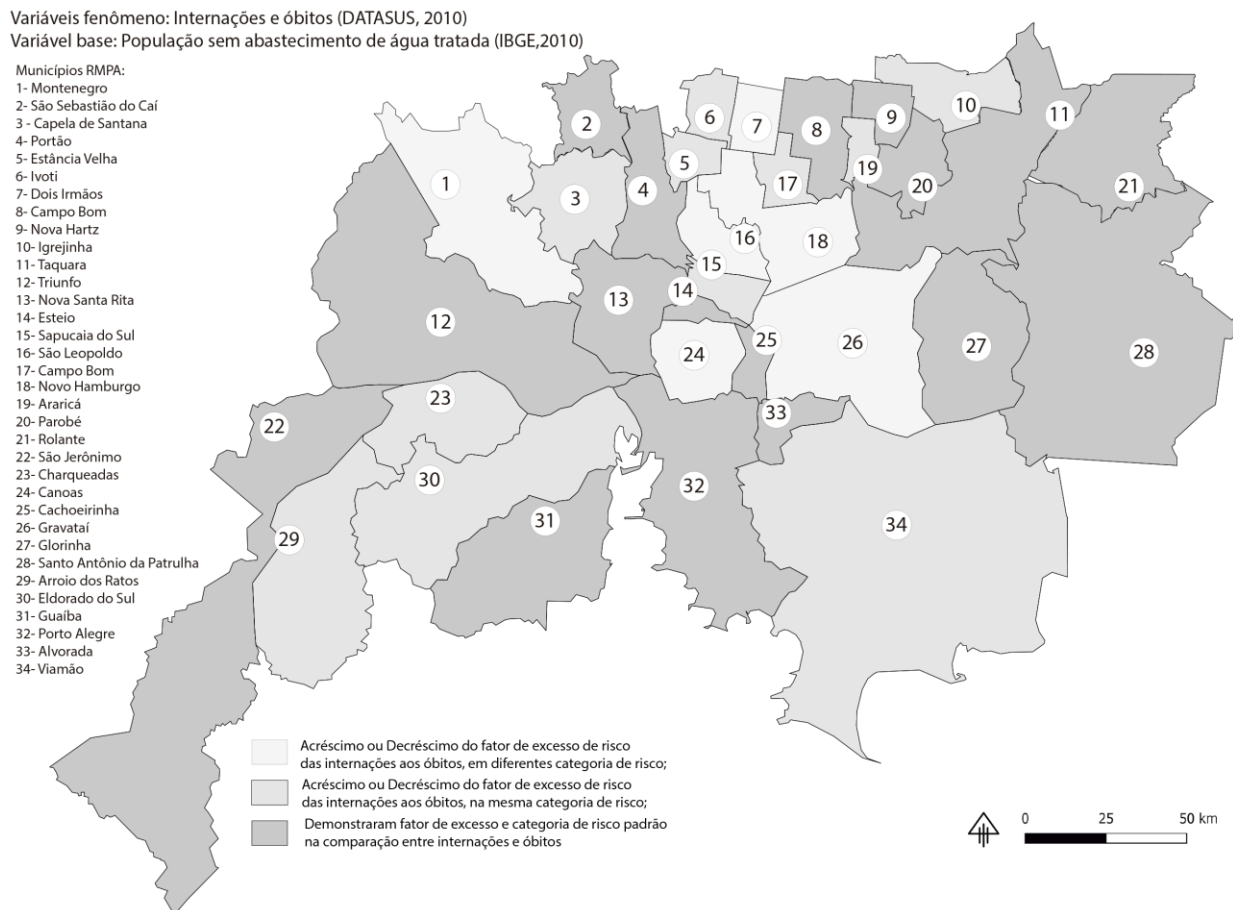 Variáveis fenômeno: Internações e óbitos (DATASUS, 2010)
Variável base: População sem abastecimento de água tratada (IBGE,2010)
Municípios RMPA:
1- Montenegro
2- São Sebastião do Caí
3 - Capela de Santana
4- Portão
5- Estância Velha
6- Ivoti
7- Dois Irmãos
8- Campo Bom
9- Nova Hartz
10- Igrejinha
11- Taquara
12- Triunfo
13- Nova Santa Rita
14- Esteio
15- Sapucaia do Sul
16- São Leopoldo
17- Campo Bom
18- Novo Hamburgo
19- Araricá
20- Parobé
21- Rolante
22- São Jerônimo
23- Charqueadas
24- Canoas
25- Cachoeirinha
26- Gravataí
27- Glorinha
28- Santo Antônio da Patrulha
29- Arroio dos Ratos
30- Eldorado do Sul
31- Guaíba
32- Porto Alegre
33- Alvorada
34- Viamão
1
2
3
4
5
6
7
8
9
10
11
12
13
14
15
16
17
18
19
20
21
22
23
24
25
26
27
28
29
30
31
32
33
34
Acréscimo ou Decréscimo do fator de excesso de risco
das internações aos óbitos, em diferentes categoria de risco;
Acréscimo ou Decréscimo do fator de excesso de risco
das internações aos óbitos, na mesma categoria de risco;
Demonstraram fator de excesso e categoria de risco padrão
na comparação entre internações e óbitos
0 25 50 km